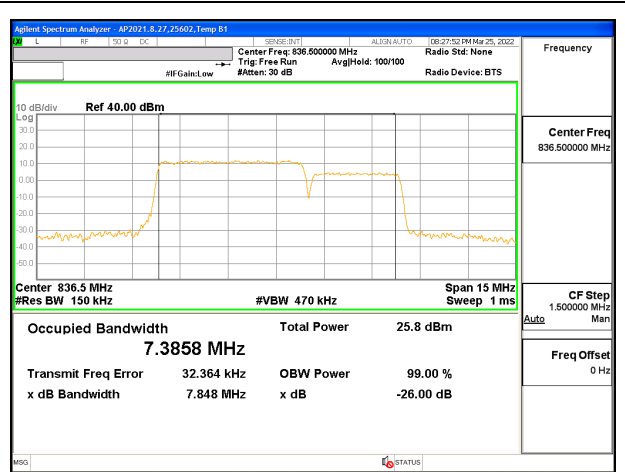 Agilent Spectrum Analyzer - AP2021.8.27,25602, Temp B1
L RF 50 Ω DC SENSE:INT ALIGN AUTO 08:27:52 PM Mar 25, 2022
Center Freq: 836.500000 MHz Radio Std: None
Trig: Free Run Avg|Hold: 100/100
#IFGain:Low #Atten: 30 dB Radio Device: BTS
Frequency
10 dB/div Ref 40.00 dBm
Log
30.0
20.0
10.0
0.00
-10.0
-20.0
-30.0
-40.0
-50.0
Center 836.5 MHz Span 15 MHz
#Res BW 150 kHz #VBW 470 kHz Sweep 1 ms
Occupied Bandwidth Total Power 25.8 dBm
7.3858 MHz
Transmit Freq Error 32.364 kHz OBW Power 99.00 %
x dB Bandwidth 7.848 MHz x dB -26.00 dB
Center Freq
836.500000 MHz
CF Step
1.500000 MHz
Auto Man
Freq Offset
0 Hz
MSG STATUS